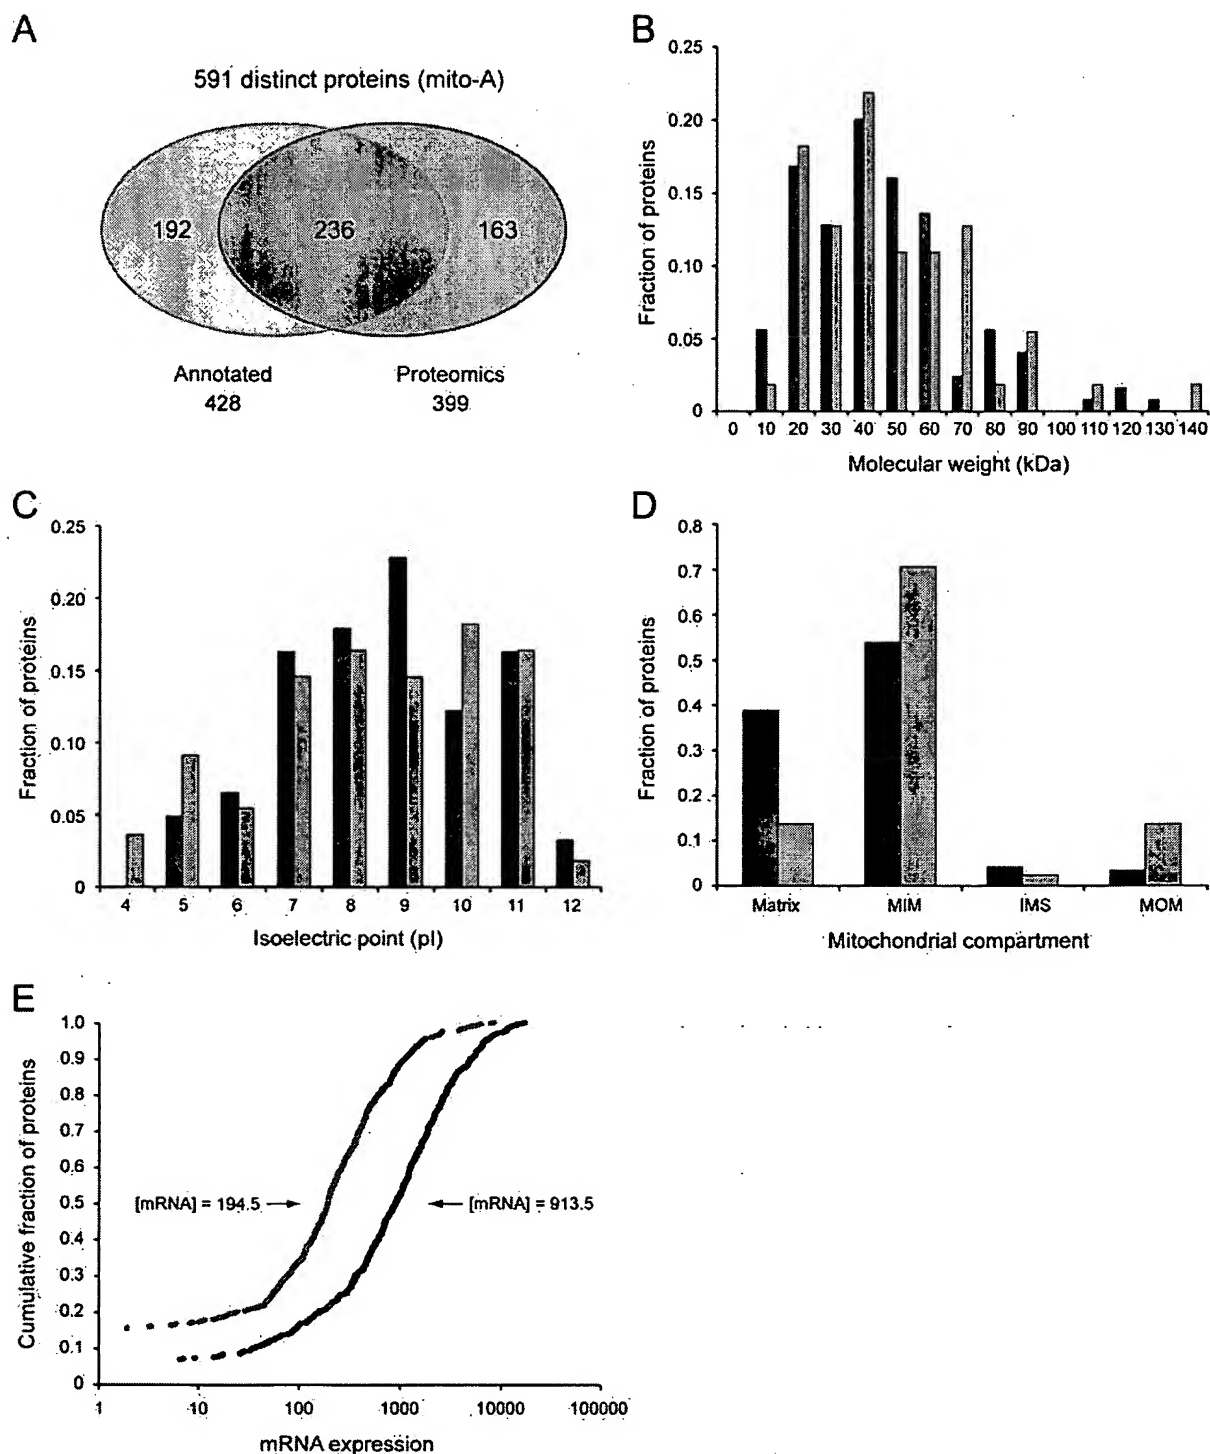 A
591 distinct proteins (mito-A)
192
236
163
Annotated
428
Proteomics
399
B
0.25
0.20
0.15
0.10
0.05
0
Fraction of proteins
0 10 20 30 40 50 60 70 80 90 100 110 120 130 140
Molecular weight (kDa)
C
0.25
0.20
0.15
0.10
0.05
0
Fraction of proteins
4 5 6 7 8 9 10 11 12
Isoelectric point (pI)
D
0.8
0.7
0.6
0.5
0.4
0.3
0.2
0.1
0
Fraction of proteins
Matrix MIM IMS MOM
Mitochondrial compartment
E
1.0
0.9
0.8
0.7
0.6
0.5
0.4
0.3
0.2
0.1
0
Cumulative fraction of proteins
[mRNA] = 194.5
[mRNA] = 913.5
1 10 100 1000 10000 100000
mRNA expression